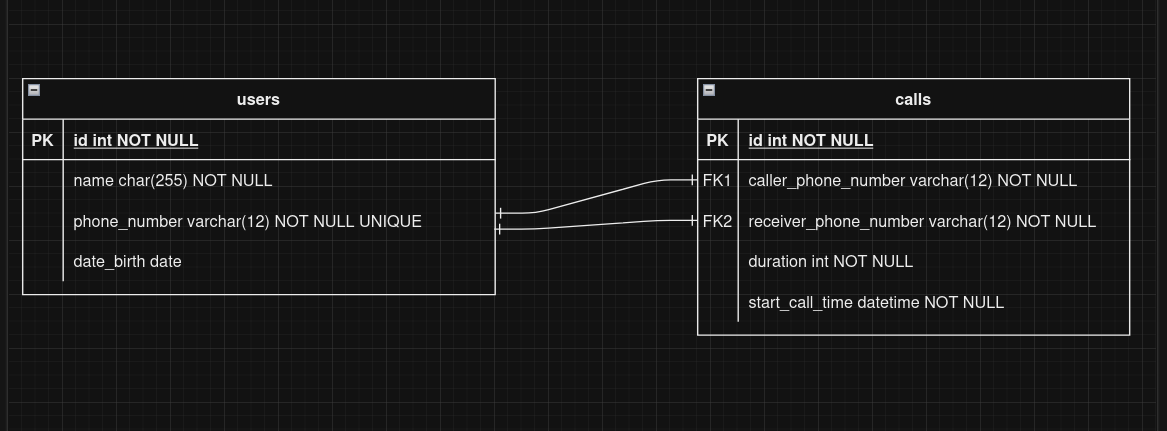 users
PK id int NOT NULL
name char(255) NOT NULL
phone_number varchar(12) NOT NULL UNIQUE
date_birth date
calls
PK id int NOT NULL
FK1 caller_phone_number varchar(12) NOT NULL
FK2 receiver_phone_number varchar(12) NOT NULL
duration int NOT NULL
start_call_time datetime NOT NULL